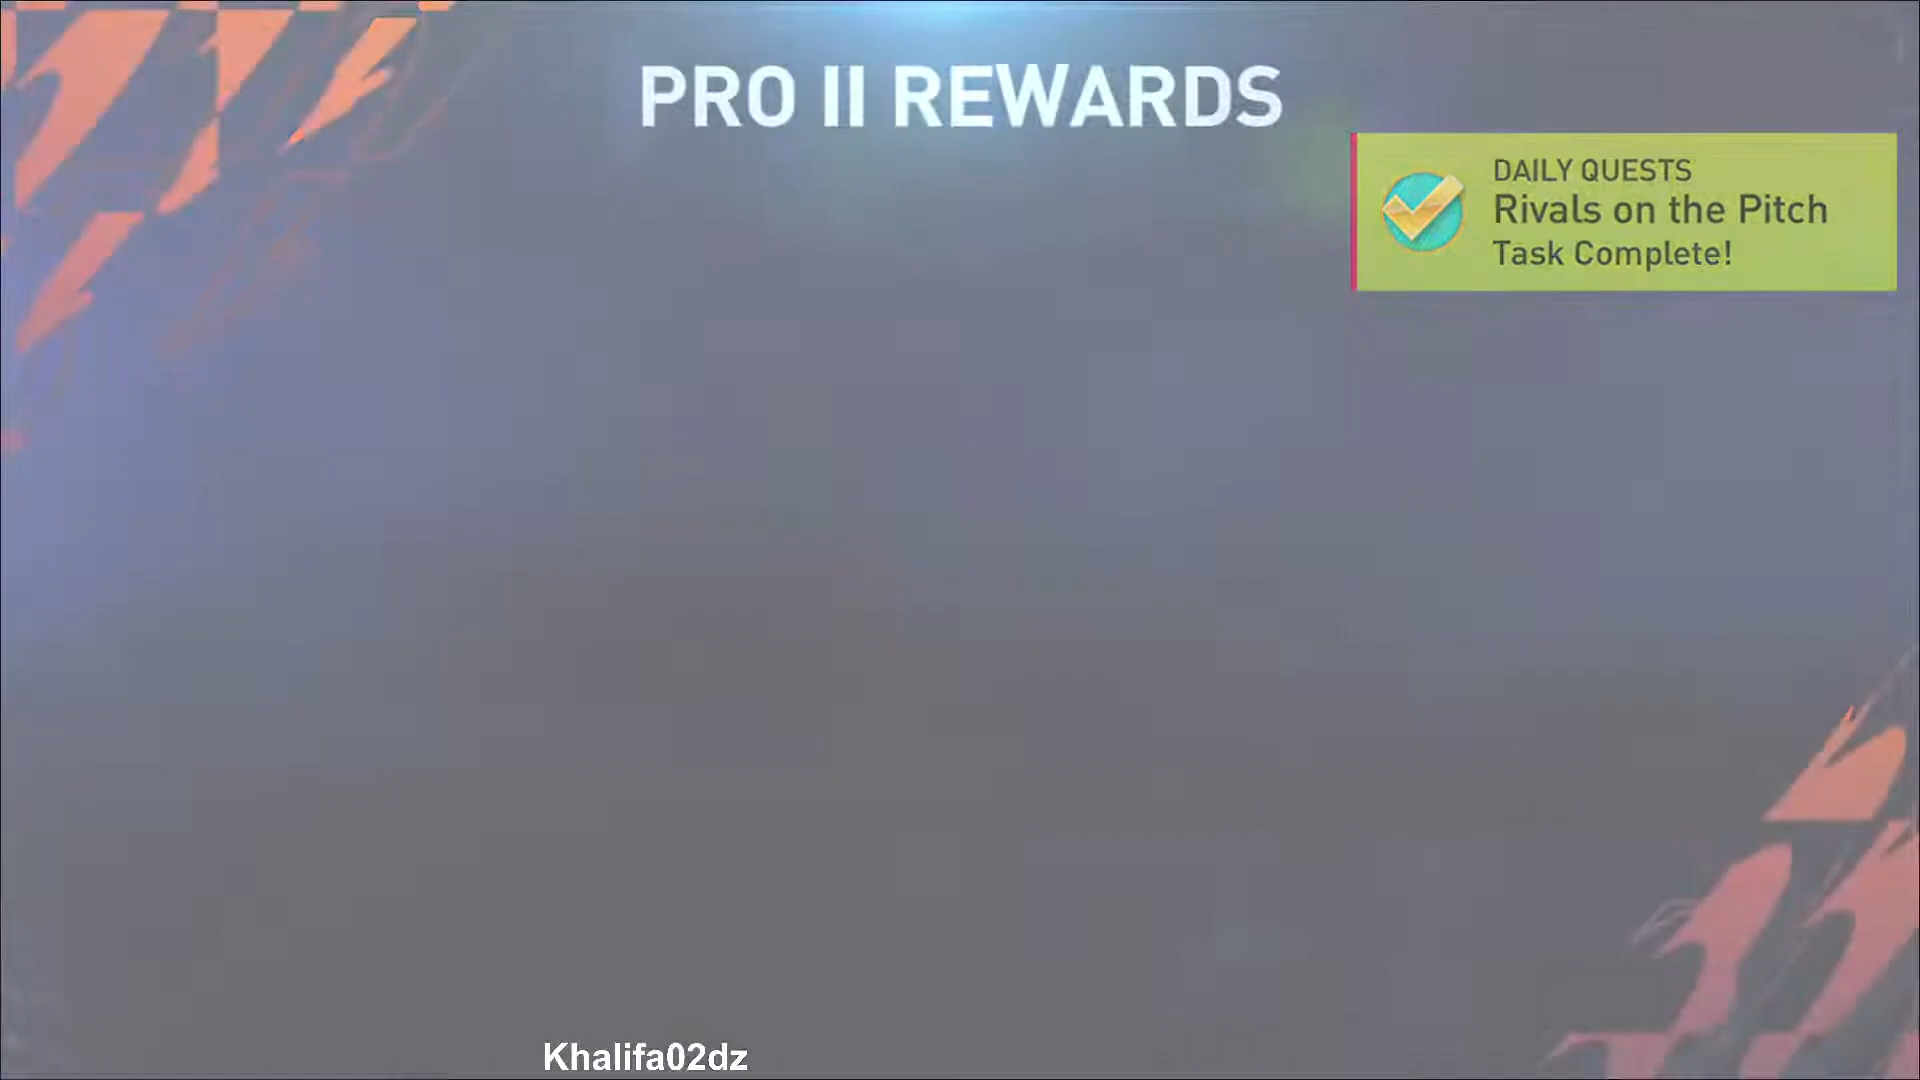 PRO II REWARDS
DAILY QUESTS
Rivals on the Pitch
Task Complete!
Khalifa02dz